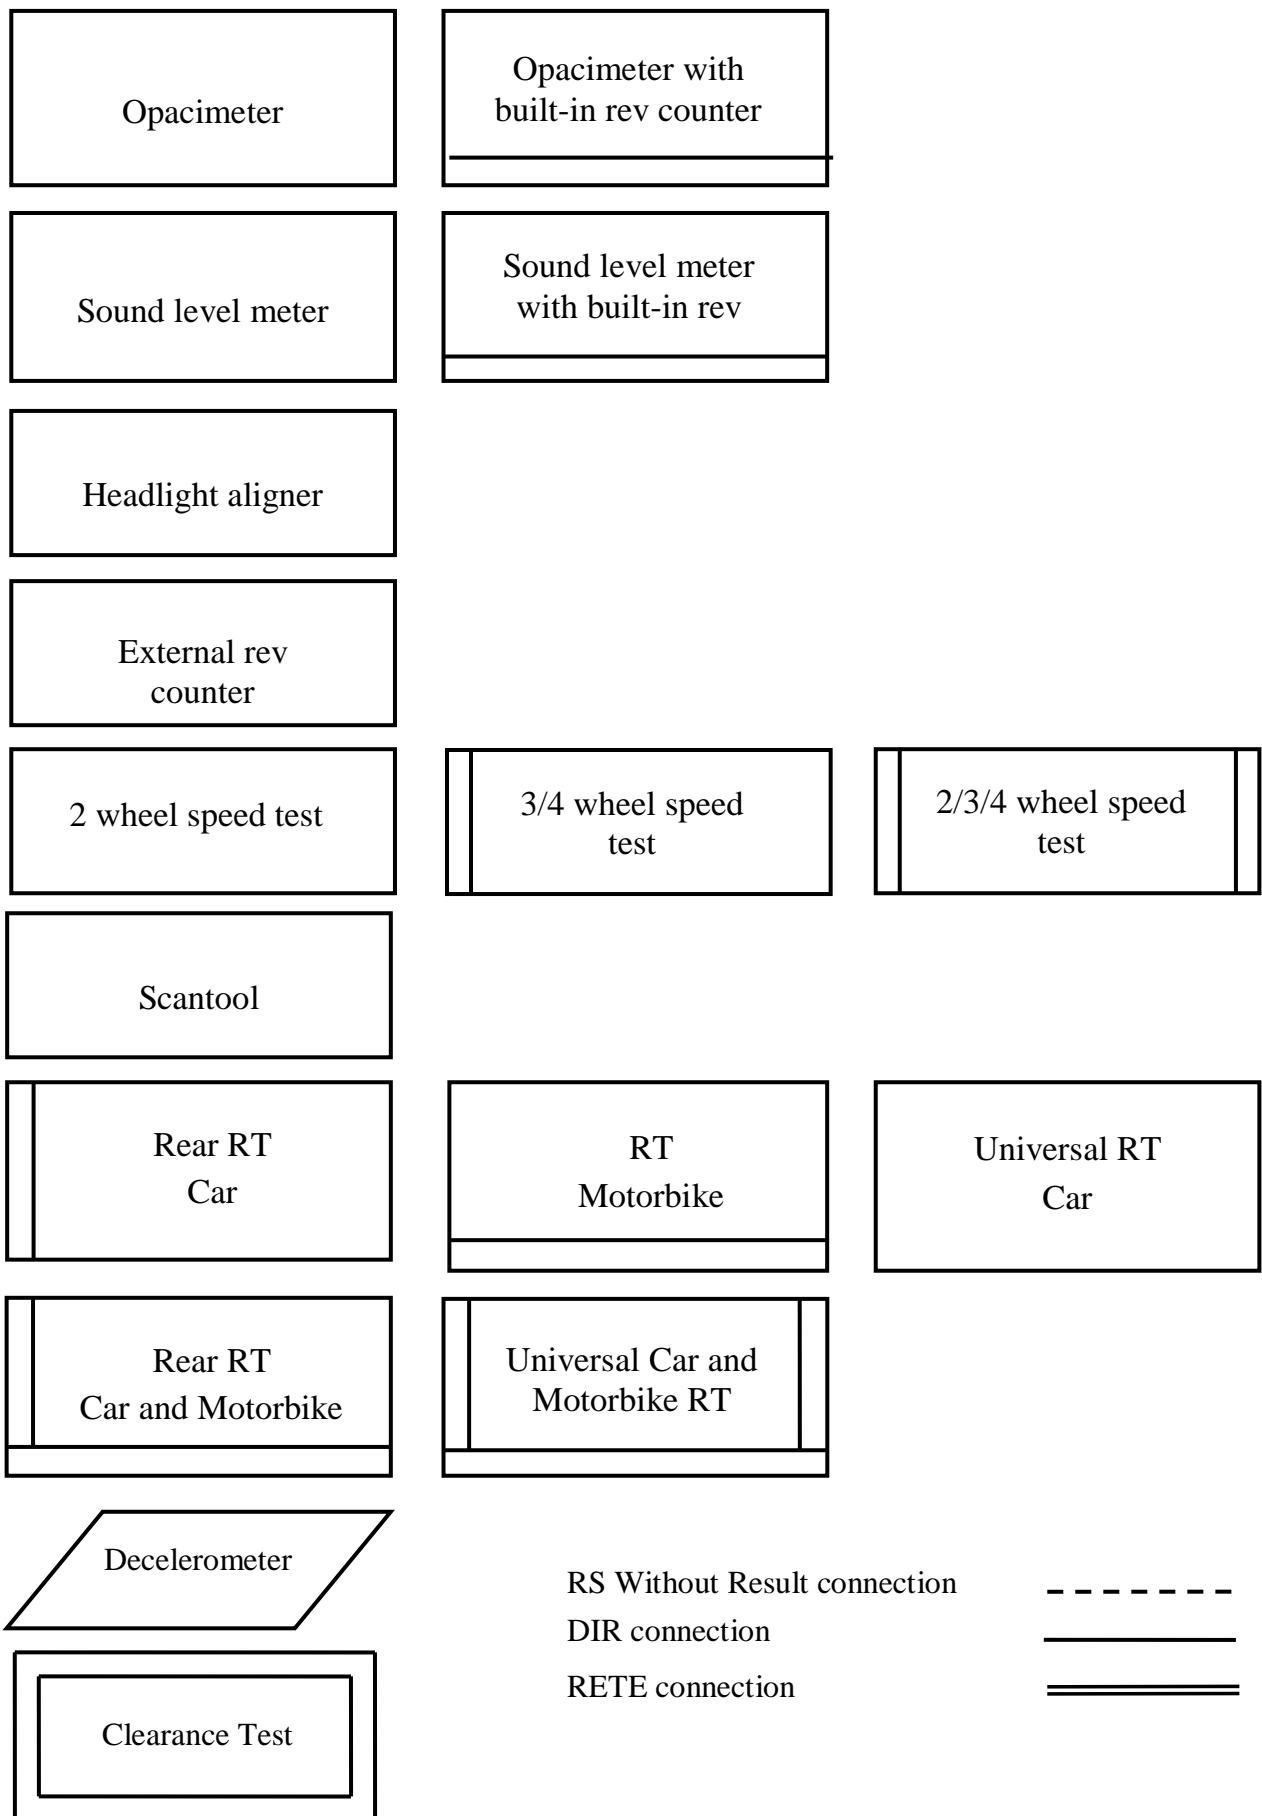 Opacimeter
Opacimeter with
built-in rev counter
Sound level meter
Sound level meter
with built-in rev
Headlight aligner
External rev
counter
2 wheel speed test
3/4 wheel speed
test
2/3/4 wheel speed
test
Scantool
Rear RT
Car
RT
Motorbike
Universal RT
Car
Rear RT
Car and Motorbike
Universal Car and
Motorbike RT
Decelerometer
RS Without Result connection
DIR connection
RETE connection
Clearance Test